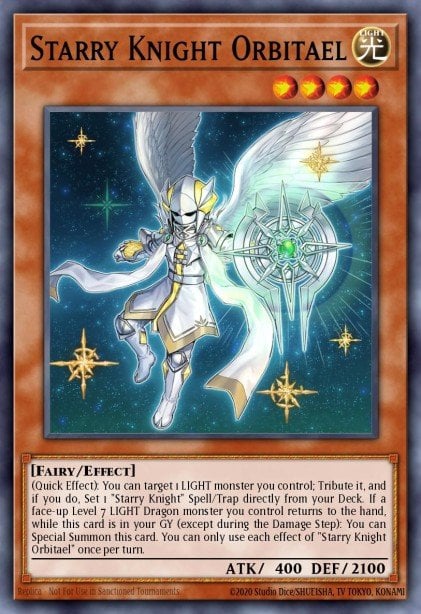 Starry Knight Orbitael
LIGHT
光
[Fairy/Effect]
(Quick Effect): You can target 1 LIGHT monster you control; Tribute it, and
if you do, Set 1 "Starry Knight" Spell/Trap directly from your Deck. If a
face-up Level 7 LIGHT Dragon monster you control returns to the hand,
while this card is in your GY (except during the Damage Step): You can
Special Summon this card. You can only use each effect of "Starry Knight
Orbitael" once per turn.
ATK/ 400 DEF/2100
Replica - Not For Use in Sanctioned Tournaments
©2020 Studio Dice/SHUEISHA, TV TOKYO, KONAMI